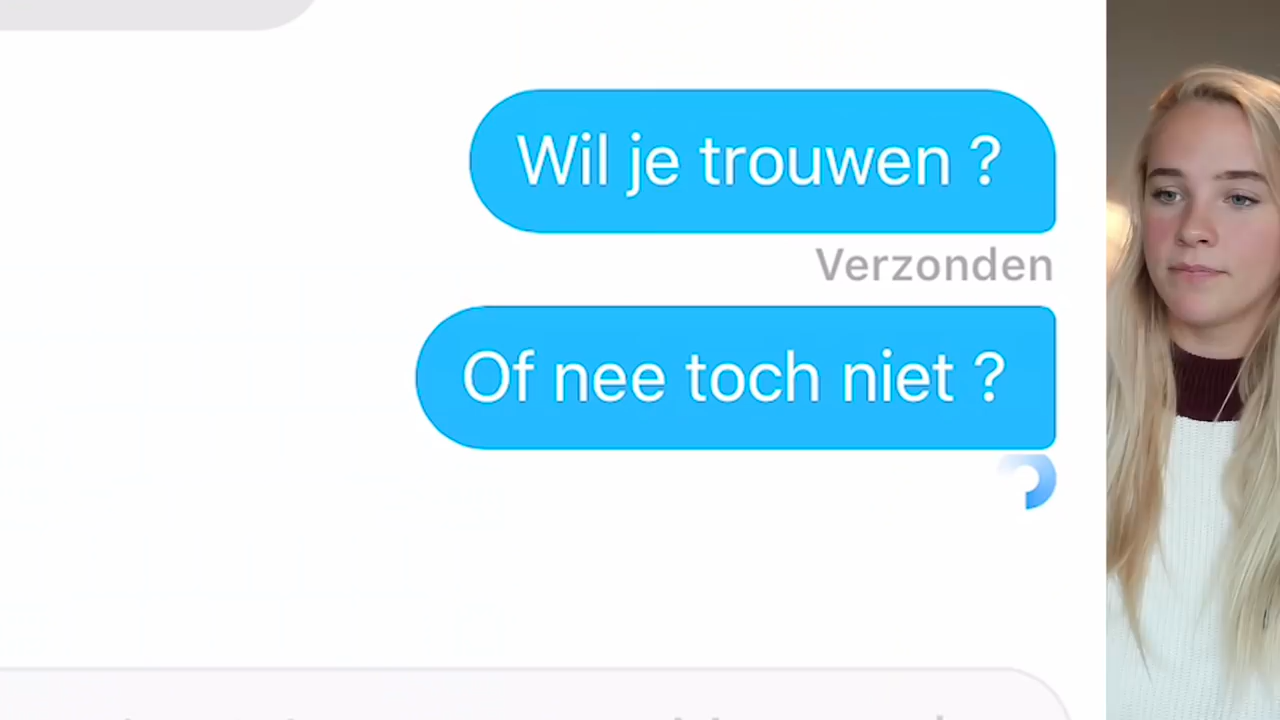 Wil je trouwen ?
Verzonden
Of nee toch niet ?